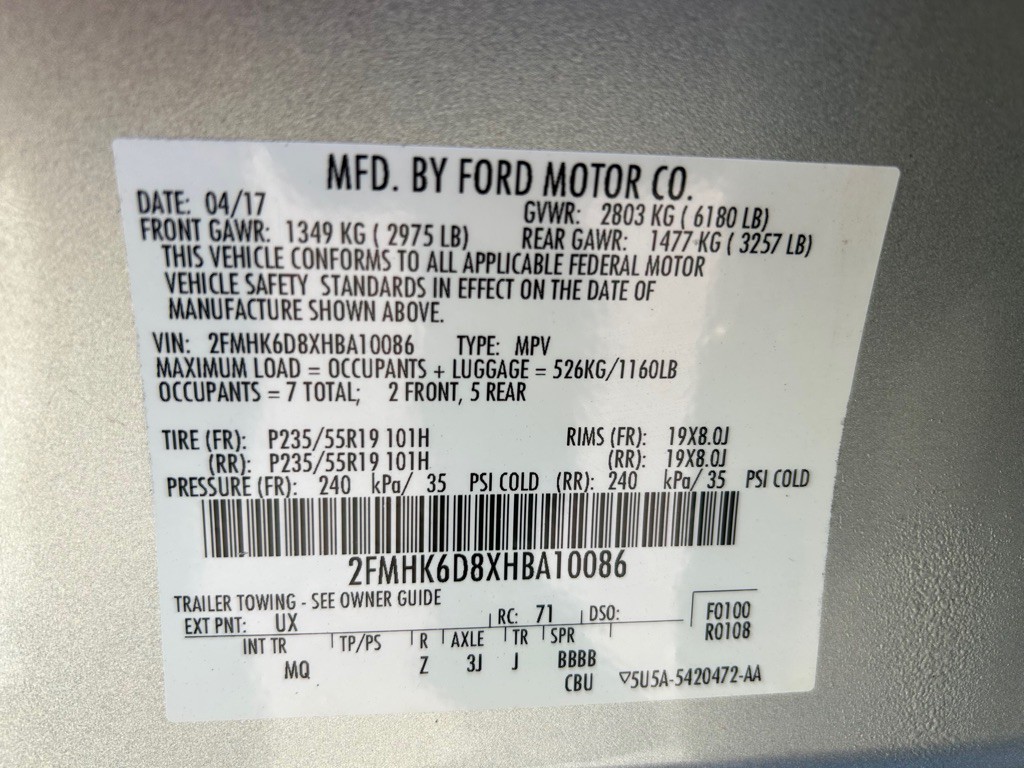 MFD. BY FORD MOTOR CO.
DATE: 04/17 GVWR: 2803 KG ( 6180 LB)
FRONT GAWR: 1349 KG ( 2975 LB) REAR GAWR: 1477 KG ( 3257 LB)
THIS VEHICLE CONFORMS TO ALL APPLICABLE FEDERAL MOTOR
VEHICLE SAFETY STANDARDS IN EFFECT ON THE DATE OF
MANUFACTURE SHOWN ABOVE.
VIN: 2FMHK6D8XHBA10086 TYPE: MPV
MAXIMUM LOAD = OCCUPANTS + LUGGAGE = 526KG/1160LB
OCCUPANTS = 7 TOTAL; 2 FRONT, 5 REAR
TIRE (FR): P235/55R19 101H RIMS (FR): 19X8.0J
(RR): P235/55R19 101H (RR): 19X8.0J
PRESSURE (FR): 240 kPa/ 35 PSI COLD (RR): 240 kPa/ 35 PSI COLD
2FMHK6D8XHBA10086
TRAILER TOWING - SEE OWNER GUIDE
EXT PNT: UX RC: 71 DSO: F0100
R0108
INT TR TP/PS R AXLE TR SPR
MQ Z 3J J BBBB
CBU ▽5U5A-5420472-AA